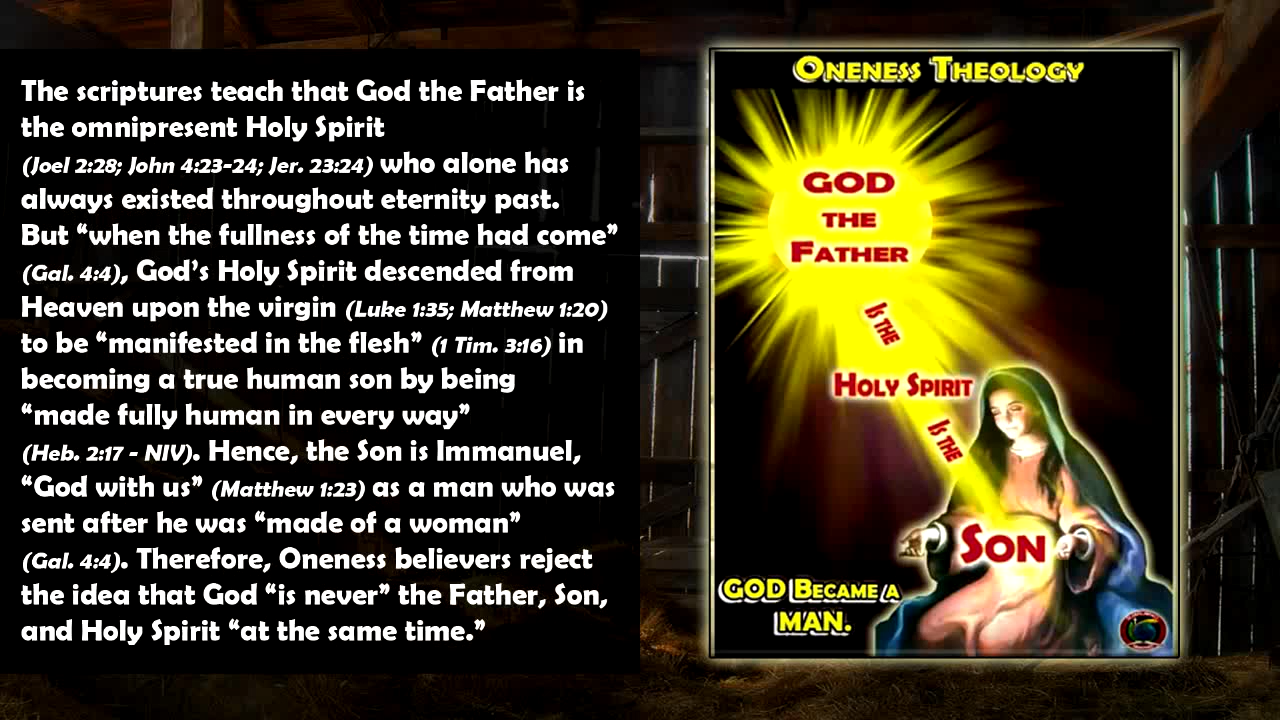 The scriptures teach that God the Father is
the omnipresent Holy Spirit
(Joel 2:28; John 4:23-24; Jer. 23:24) who alone has
always existed throughout eternity past.
But “when the fullness of the time had come”
(Gal. 4:4), God’s Holy Spirit descended from
Heaven upon the virgin (Luke 1:35; Matthew 1:20)
to be “manifested in the flesh” (1 Tim. 3:16) in
becoming a true human son by being
“made fully human in every way”
(Heb. 2:17 - NIV). Hence, the Son is Immanuel,
“God with us” (Matthew 1:23) as a man who was
sent after he was “made of a woman”
(Gal. 4:4). Therefore, Oneness believers reject
the idea that God “is never” the Father, Son,
and Holy Spirit “at the same time.”
Oneness Theology
GOD
THE
FATHER
Is the
Holy Spirit
Is the
Son
GOD Became a
MAN.